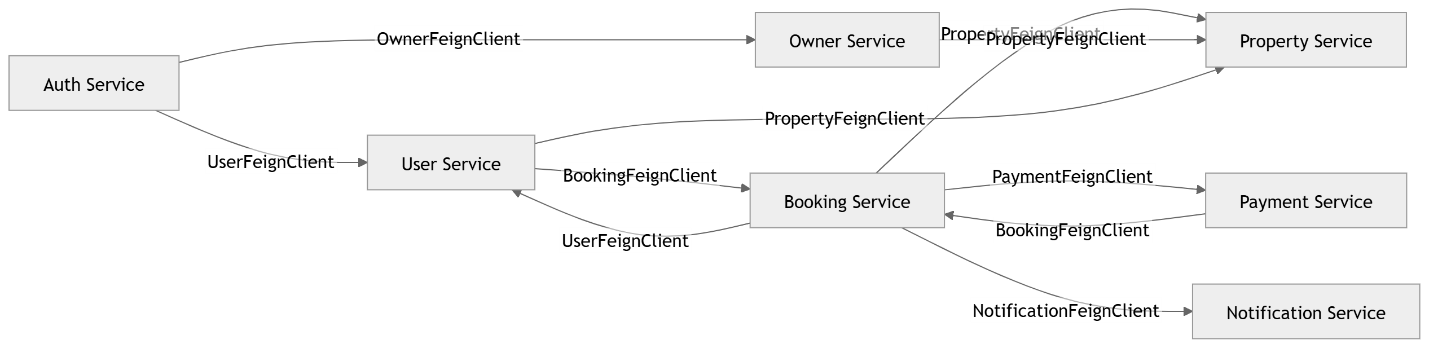 OwnerFeignClient
Owner Service
PropertyFeignClient
PropertyFeignClient
Property Service
Auth Service
PropertyFeignClient
UserFeignClient
User Service
BookingFeignClient
PaymentFeignClient
Booking Service
Payment Service
UserFeignClient
BookingFeignClient
NotificationFeignClient
Notification Service